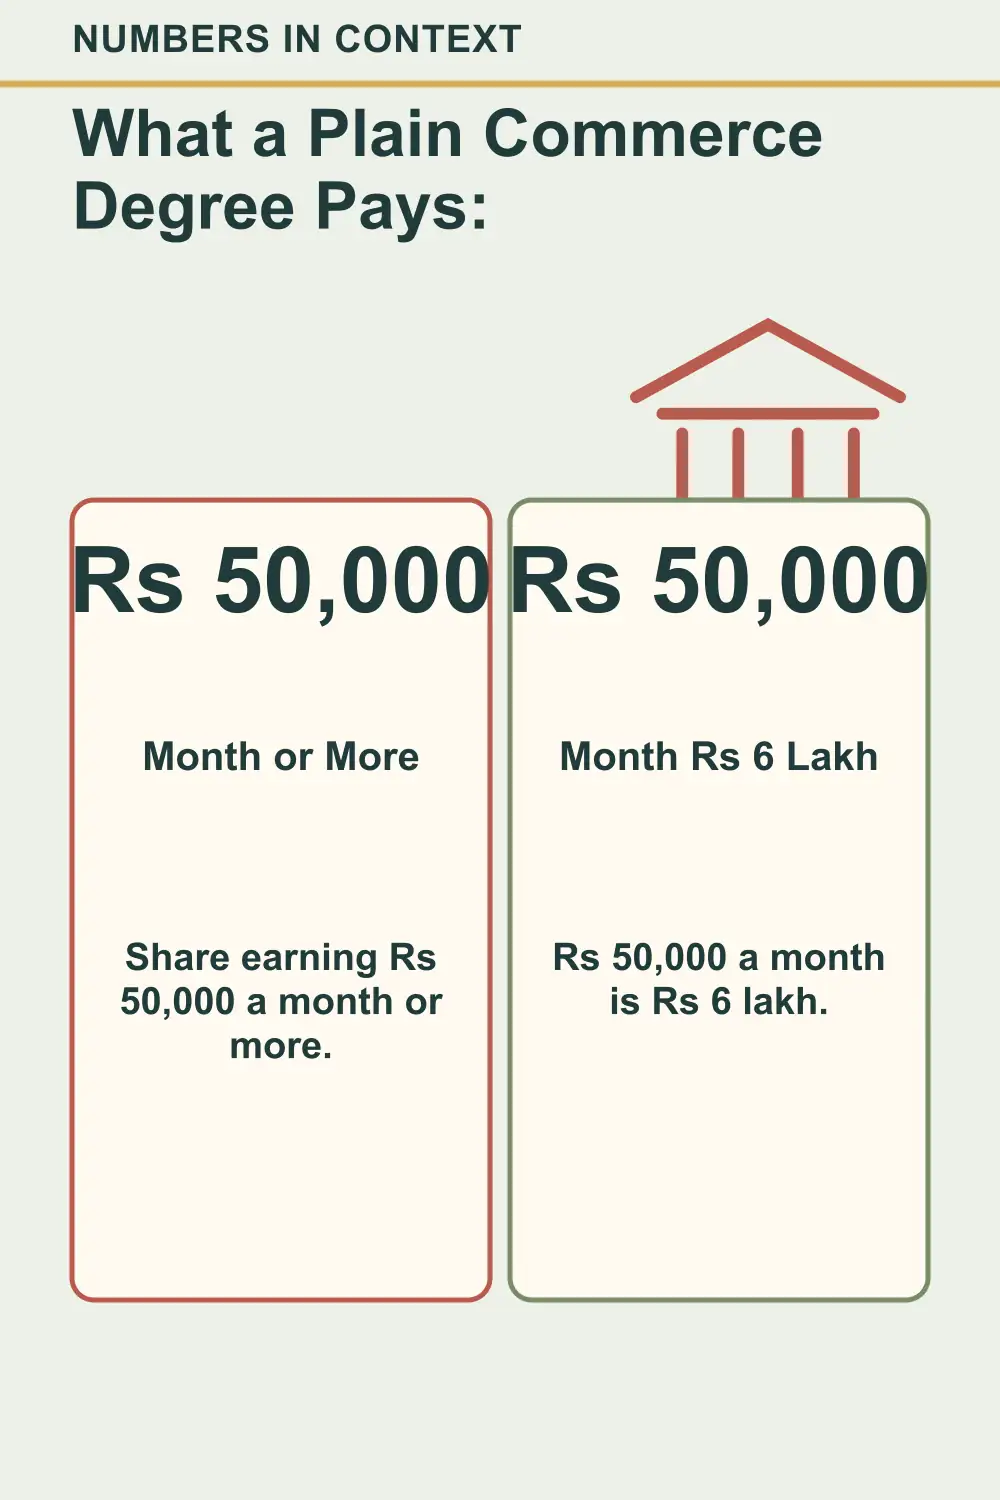 NUMBERS IN CONTEXT
What a Plain Commerce
Degree Pays:
Rs 50,000
Month or More
Share earning Rs
50,000 a month or
more.
Rs 50,000
Month Rs 6 Lakh
Rs 50,000 a month
is Rs 6 lakh.